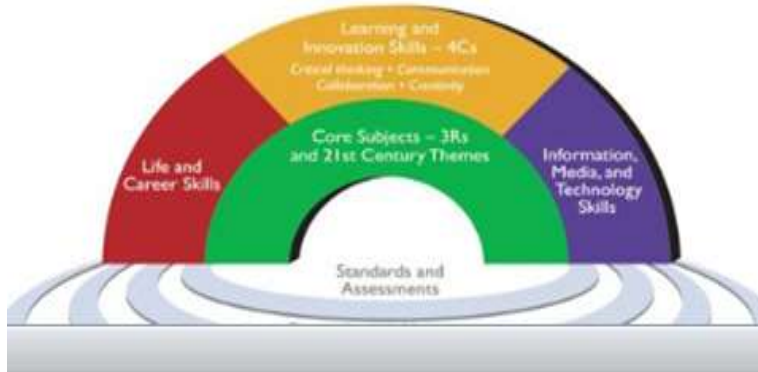 Learning and
Innovation Skills – 4Cs
Critical thinking • Communication
Collaboration • Creativity
Core Subjects – 3Rs
and 21st Century Themes
Life and
Career Skills
Information,
Media, and
Technology
Skills
Standards and
Assessments